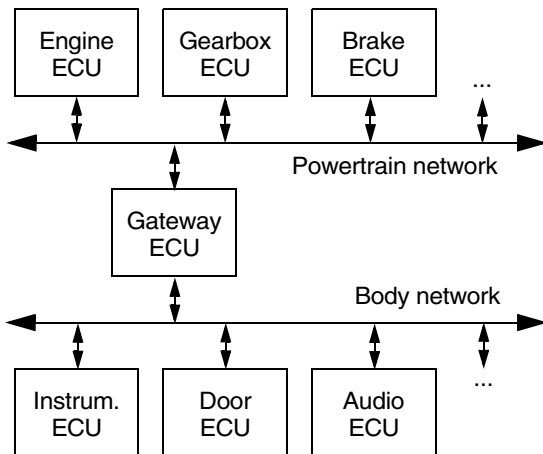 Engine
ECU
Gearbox
ECU
Brake
ECU
...
Powertrain network
Gateway
ECU
Body network
Instrum.
ECU
Door
ECU
Audio
ECU
...